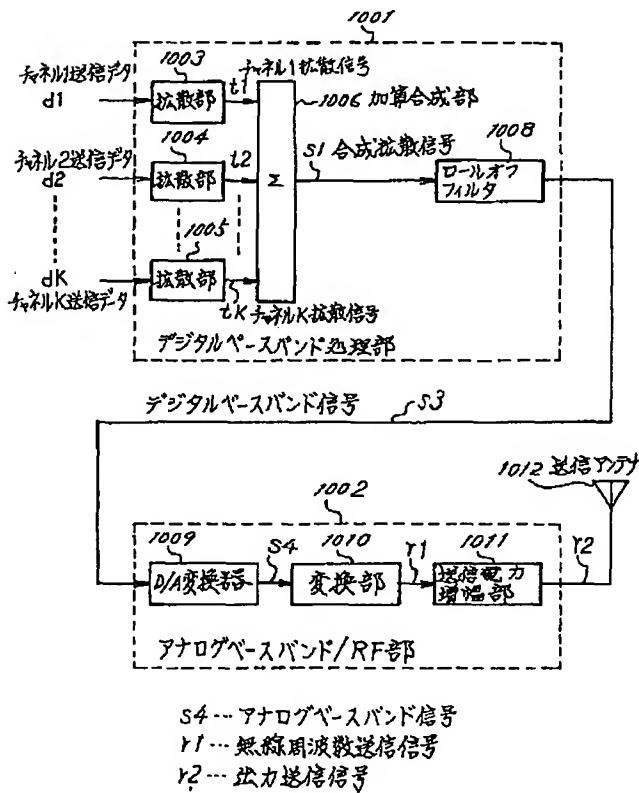 1001
チャネル1送信データ
d1
1003
拡散部
t1
チャネル1拡散信号
1006 加算合成部
チャネル2送信データ
d2
1004
拡散部
t2
Σ
S1 合成拡散信号
1008
ロールオフ
フィルタ
1005
dK
チャネルK送信データ
拡散部
tK チャネルK拡散信号
デジタルベースバンド処理部
デジタルベースバンド信号
S3
1012 送信アンテナ
1002
1009
D/A変換器
S4
1010
変換部
r1
1011
送信電力
増幅部
r2
アナログベースバンド/RF部
S4…アナログベースバンド信号
r1…無線周波数送信信号
r2…出力送信信号